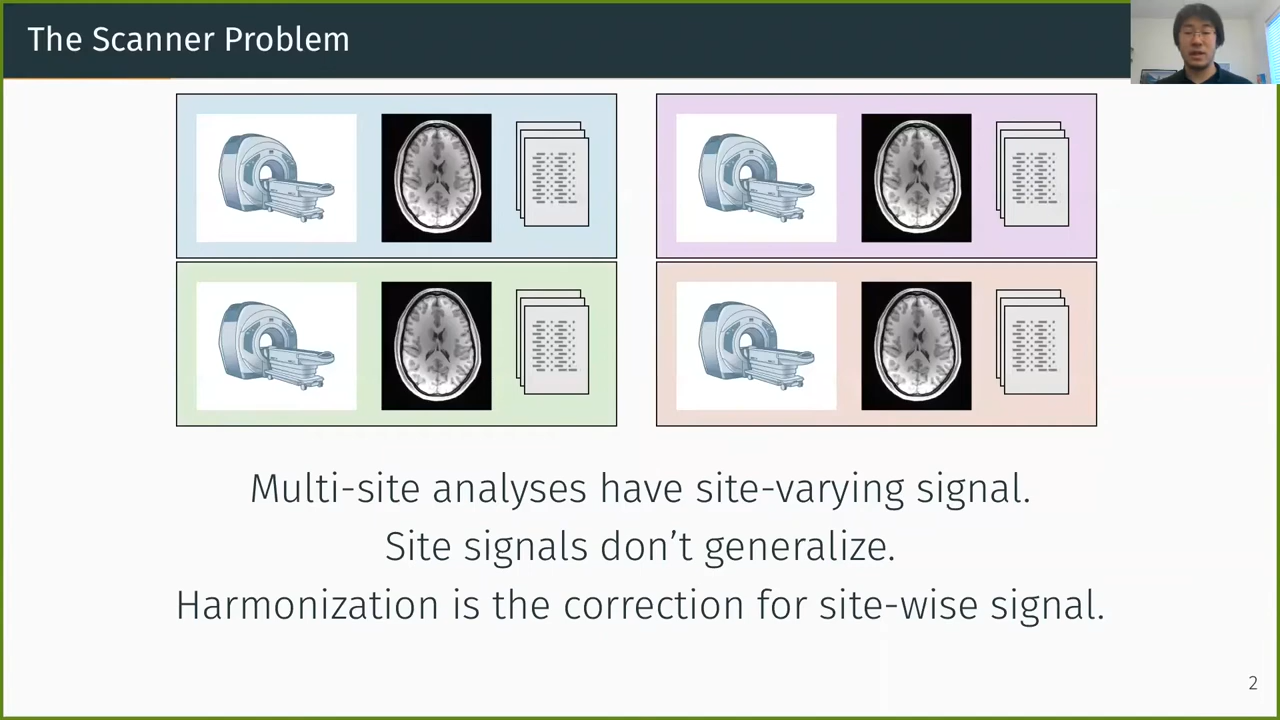 The Scanner Problem
Multi-site analyses have site-varying signal.
Site signals don’t generalize.
Harmonization is the correction for site-wise signal.
2